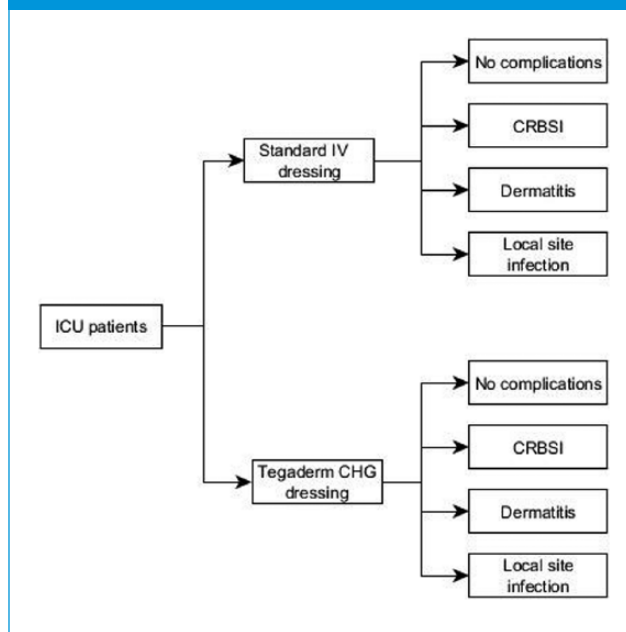 No complications
CRBSI
Standard IV
dressing
Dermatitis
Local site
infection
ICU patients
No complications
CRBSI
Tegaderm CHG
dressing
Dermatitis
Local site
infection